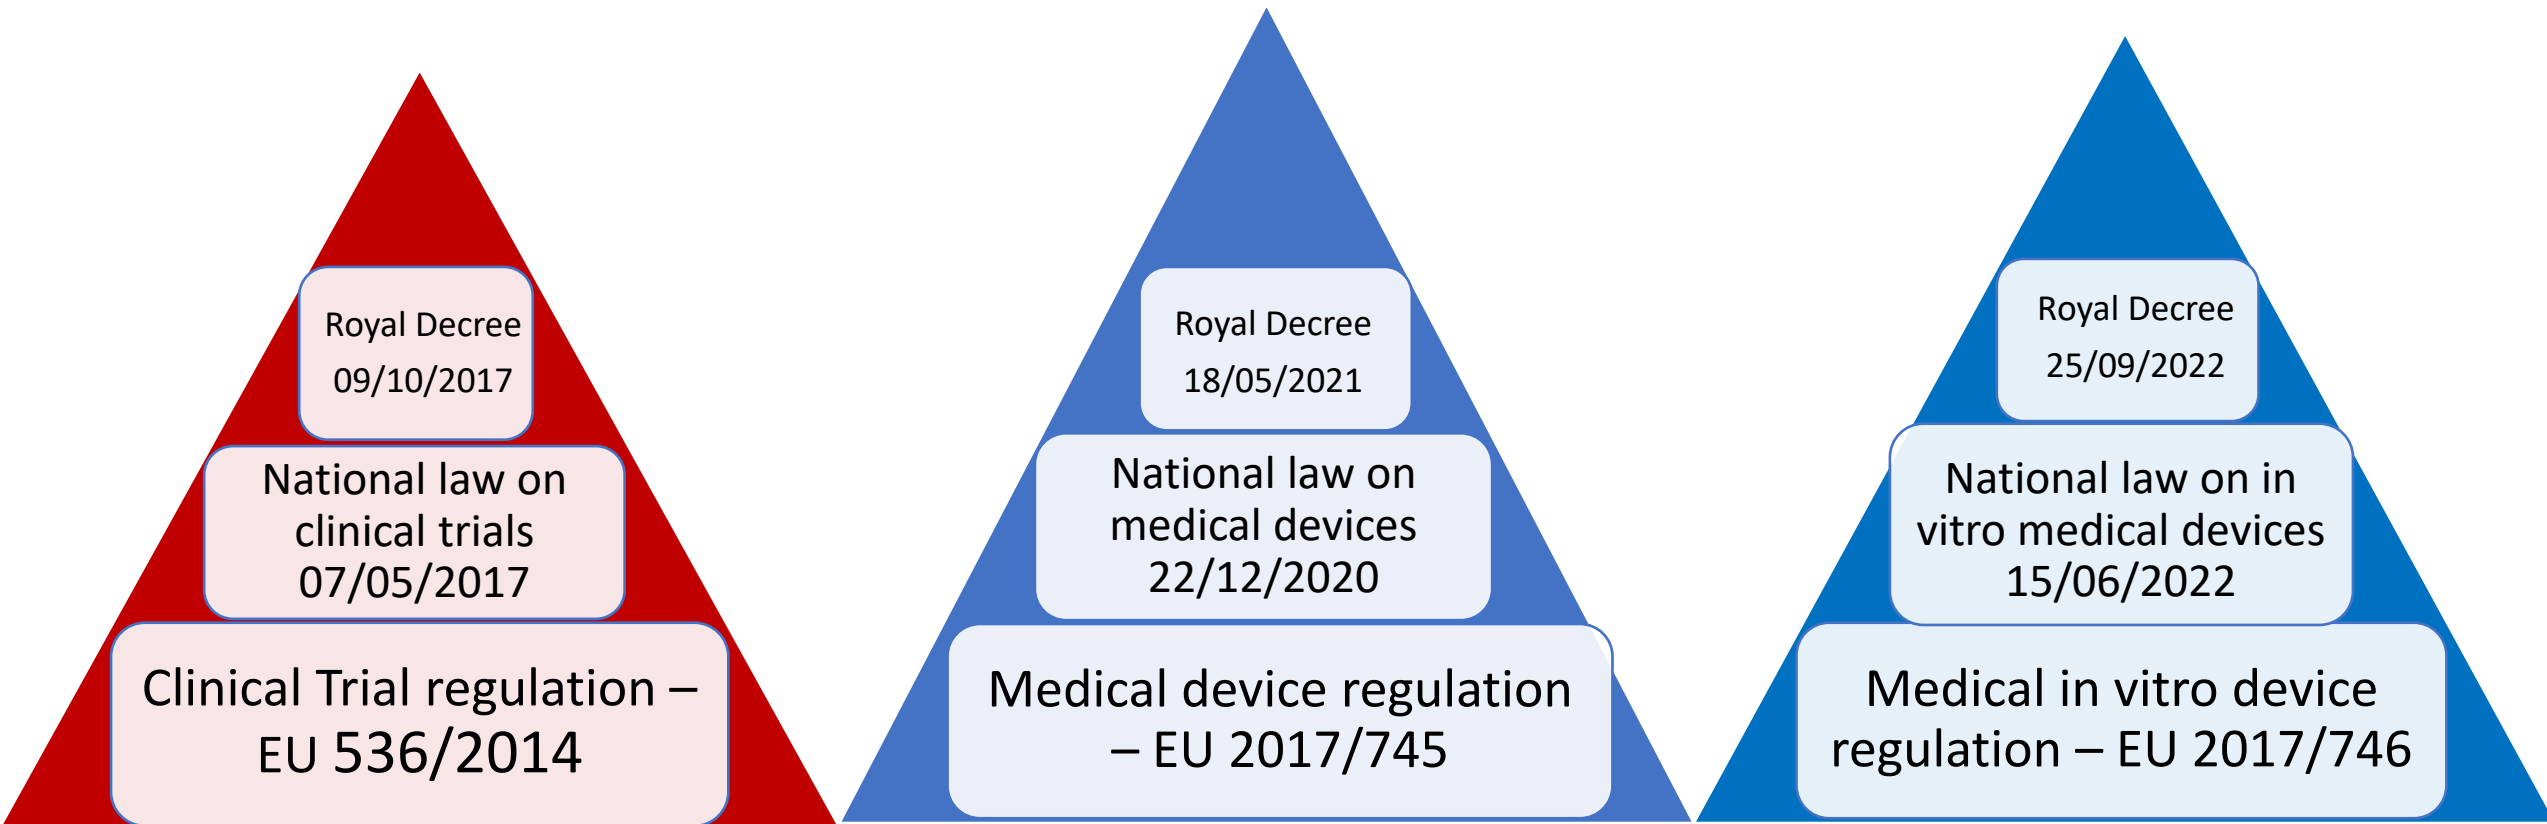 Royal Decree
09/10/2017
National law on
clinical trials
07/05/2017
Clinical Trial regulation –
EU 536/2014
Royal Decree
18/05/2021
National law on
medical devices
22/12/2020
Medical device regulation
– EU 2017/745
Royal Decree
25/09/2022
National law on in
vitro medical devices
15/06/2022
Medical in vitro device
regulation – EU 2017/746